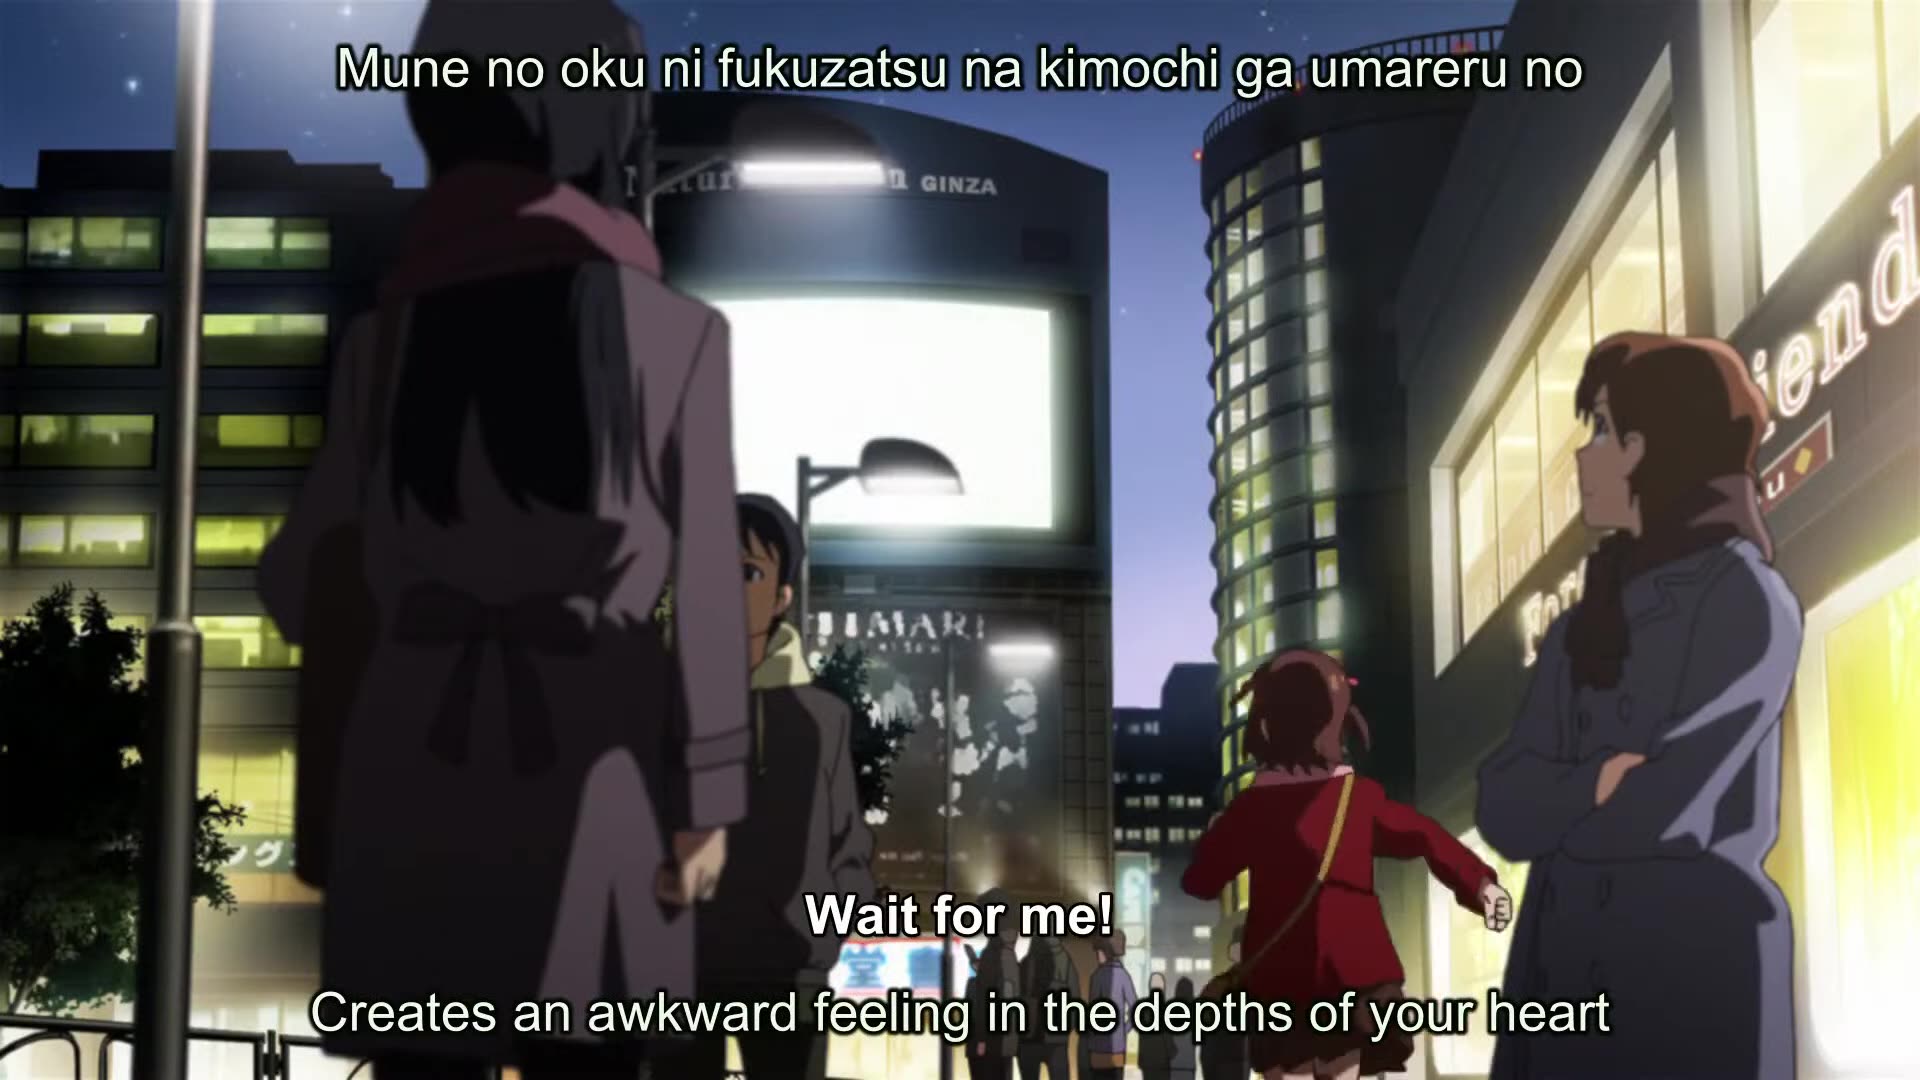 Mune no oku ni fukuzatsu na kimochi ga umareru no
GINZA
iend
Wait for me!
Creates an awkward feeling in the depths of your heart